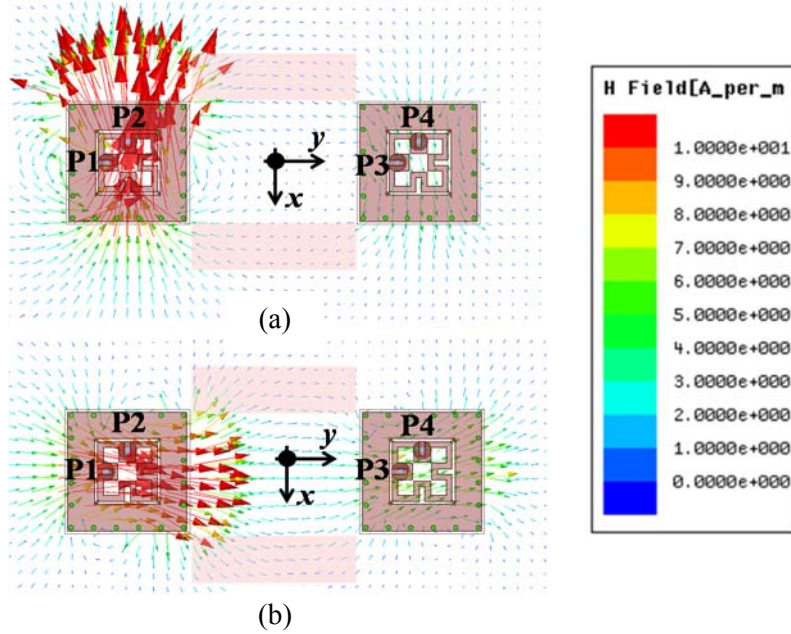 P2
P4
P1
P3
y
x
(a)
P2
P4
P1
P3
y
x
(b)
H Field[A_per_m
1.0000e+001
9.0000e+000
8.0000e+000
7.0000e+000
6.0000e+000
5.0000e+000
4.0000e+000
3.0000e+000
2.0000e+000
1.0000e+000
0.0000e+000